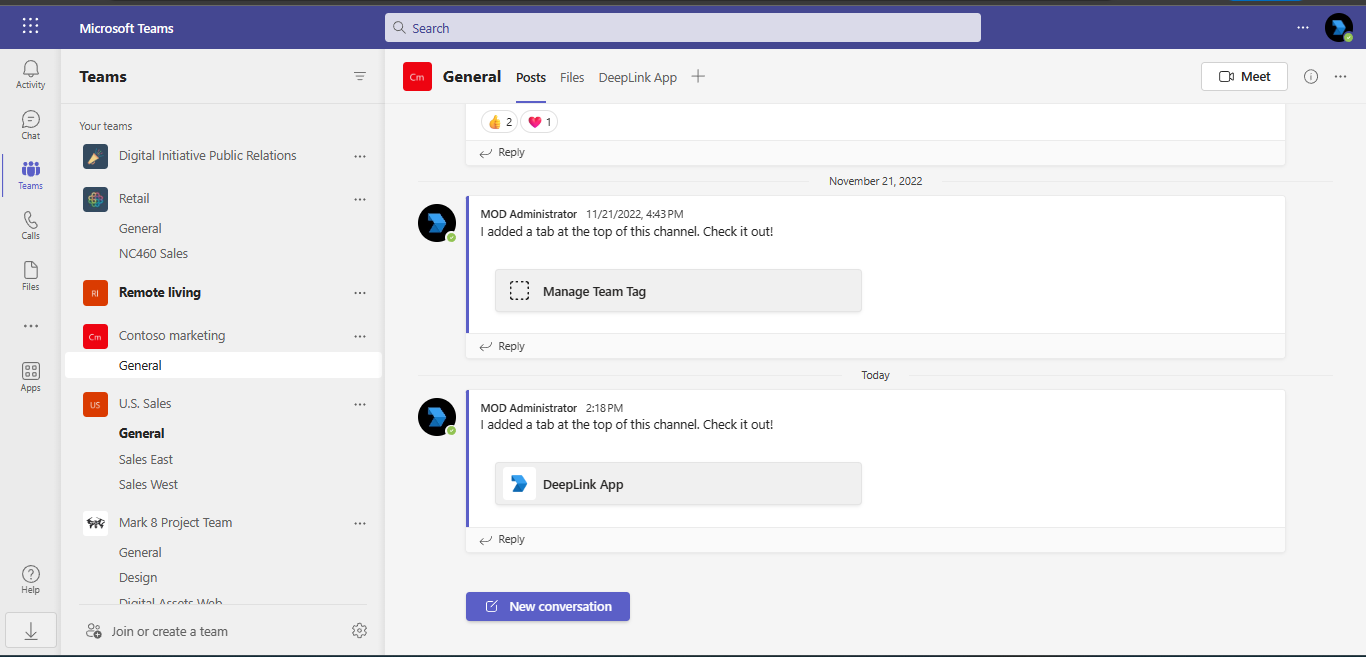 Microsoft Teams
Search
Activity
Chat
Teams
Calls
Files
Apps
Help
Teams
Your teams
Digital Initiative Public Relations
Retail
General
NC460 Sales
Rl
Remote living
Cm
Contoso marketing
General
US
U.S. Sales
General
Sales East
Sales West
Mark 8 Project Team
General
Design
Digital Assets Web
Join or create a team
Cm
General Posts Files DeepLink App
Meet
2 1
Reply
November 21, 2022
MOD Administrator 11/21/2022, 4:43 PM
I added a tab at the top of this channel. Check it out!
Manage Team Tag
Reply
Today
MOD Administrator 2:18 PM
I added a tab at the top of this channel. Check it out!
DeepLink App
Reply
New conversation